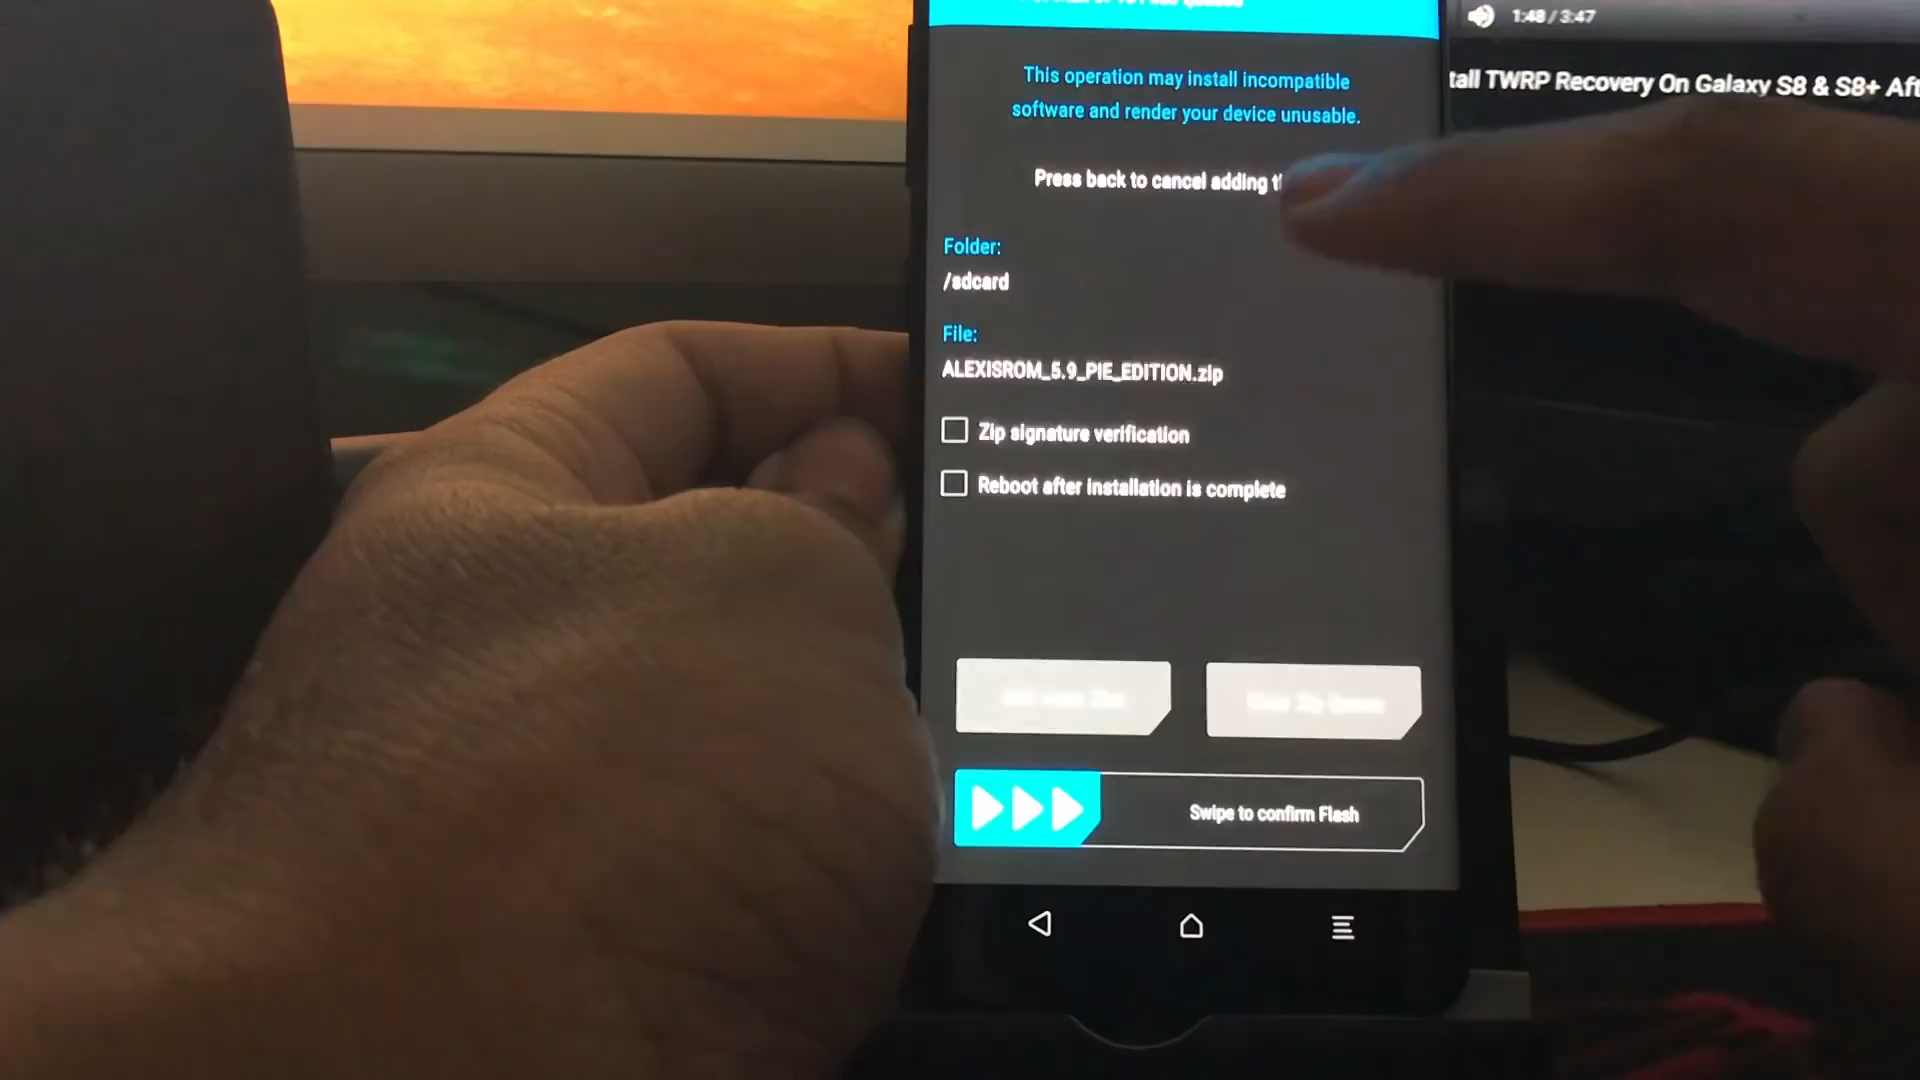 1:48 / 3:47
tall TWRP Recovery On Galaxy S8 & S8+ Aft
This operation may install incompatible
software and render your device unusable.
Press back to cancel adding
Folder:
/sdcard
File:
ALEXISROM_5.9_PIE_EDITION.zip
Zip signature verification
Reboot after installation is complete
Swipe to confirm Flash